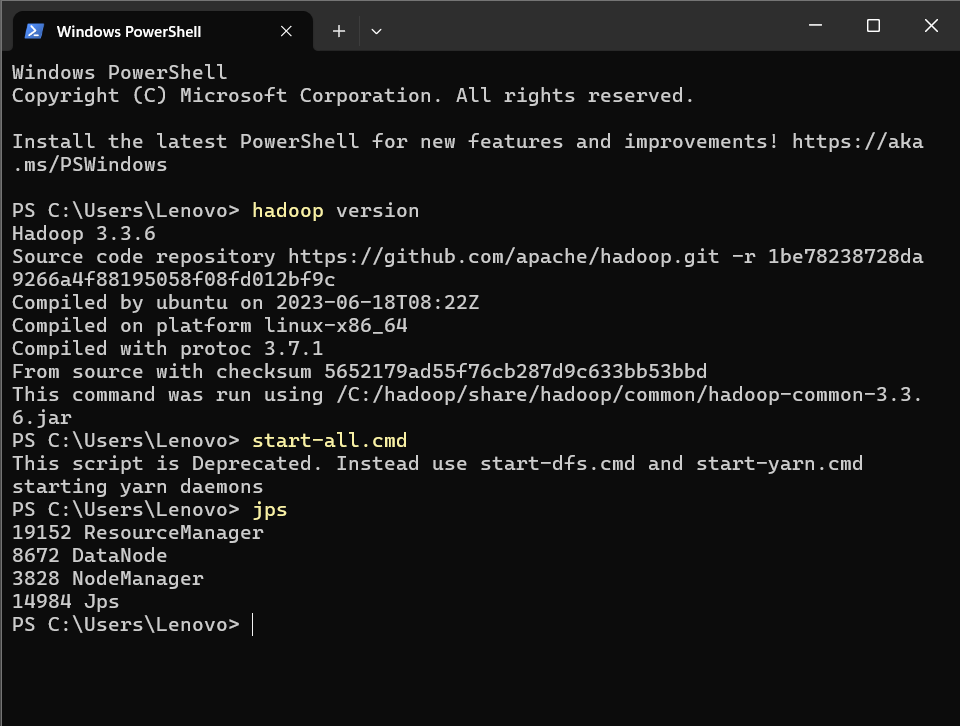 Windows PowerShell
Windows PowerShell
Copyright (C) Microsoft Corporation. All rights reserved.
Install the latest PowerShell for new features and improvements! https://aka
.ms/PSWindows
PS C:\Users\Lenovo> hadoop version
Hadoop 3.3.6
Source code repository https://github.com/apache/hadoop.git -r 1be78238728da
9266a4f88195058f08fd012bf9c
Compiled by ubuntu on 2023-06-18T08:22Z
Compiled on platform linux-x86_64
Compiled with protoc 3.7.1
From source with checksum 5652179ad55f76cb287d9c633bb53bbd
This command was run using /C:/hadoop/share/hadoop/common/hadoop-common-3.3.
6.jar
PS C:\Users\Lenovo> start-all.cmd
This script is Deprecated. Instead use start-dfs.cmd and start-yarn.cmd
starting yarn daemons
PS C:\Users\Lenovo> jps
19152 ResourceManager
8672 DataNode
3828 NodeManager
14984 Jps
PS C:\Users\Lenovo>